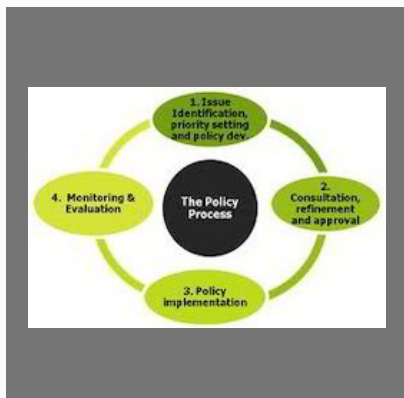 1. Issue
Identification,
priority setting
and policy dev.
2.
Consultation,
refinement
and approval
3. Policy
implementation
4. Monitoring &
Evaluation
The Policy
Process